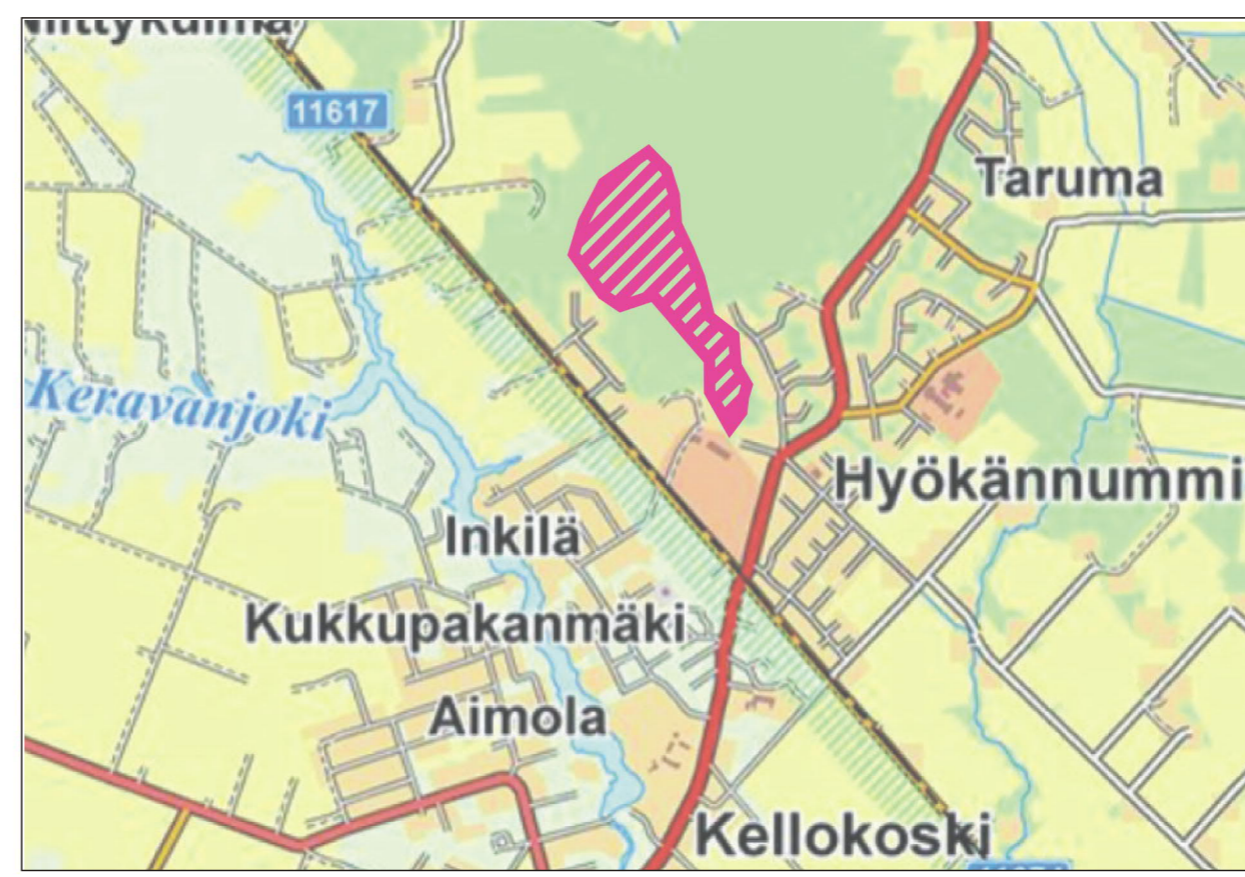 11617
Taruma
Keravanjoki
Hyökännummi
Inkilä
Kukkupakanmäki
Aimola
Kellokoski